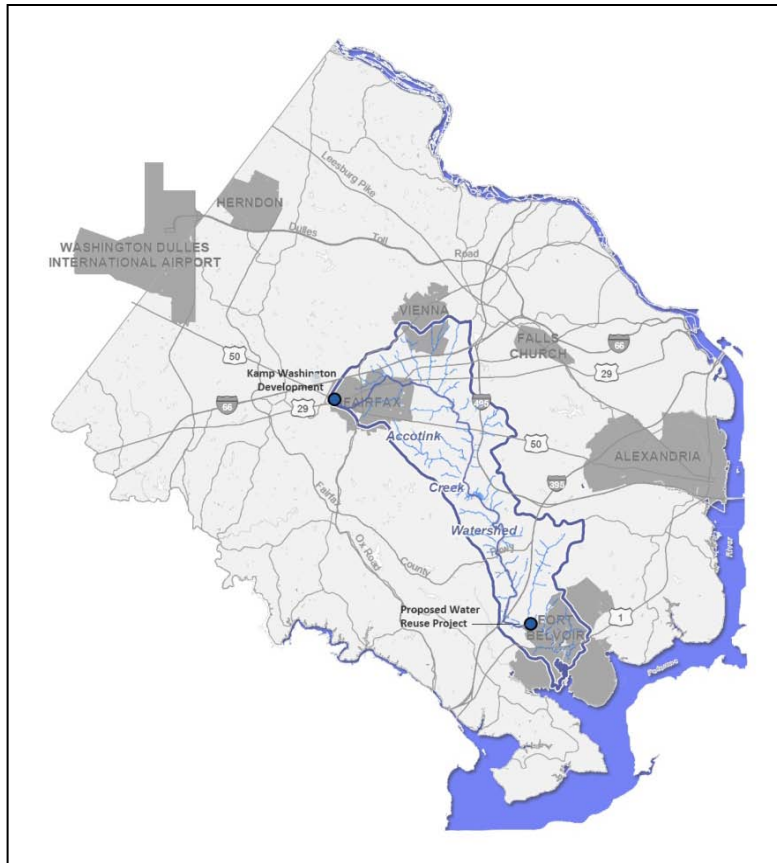 Leesburg Pike
HERNDON
Dulles
Toll
Road
WASHINGTON DULLES
INTERNATIONAL AIRPORT
VIENNA
FALLS
CHURCH
66
29
50
Kamp Washington
Development
29
66
FAIRFAX
495
50
Accotink
ALEXANDRIA
395
Creek
Fairfax
Watershed
River
Ox Road
County
Pkwy
Proposed Water
Reuse Project
FORT
BELVOIR
1
Potomac